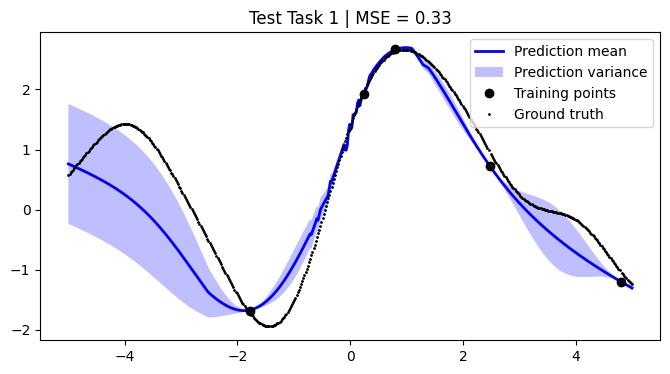 Test Task 1 | MSE = 0.33
Prediction mean
Prediction variance
Training points
Ground truth
2
1
0
−1
−2
−4
−2
0
2
4